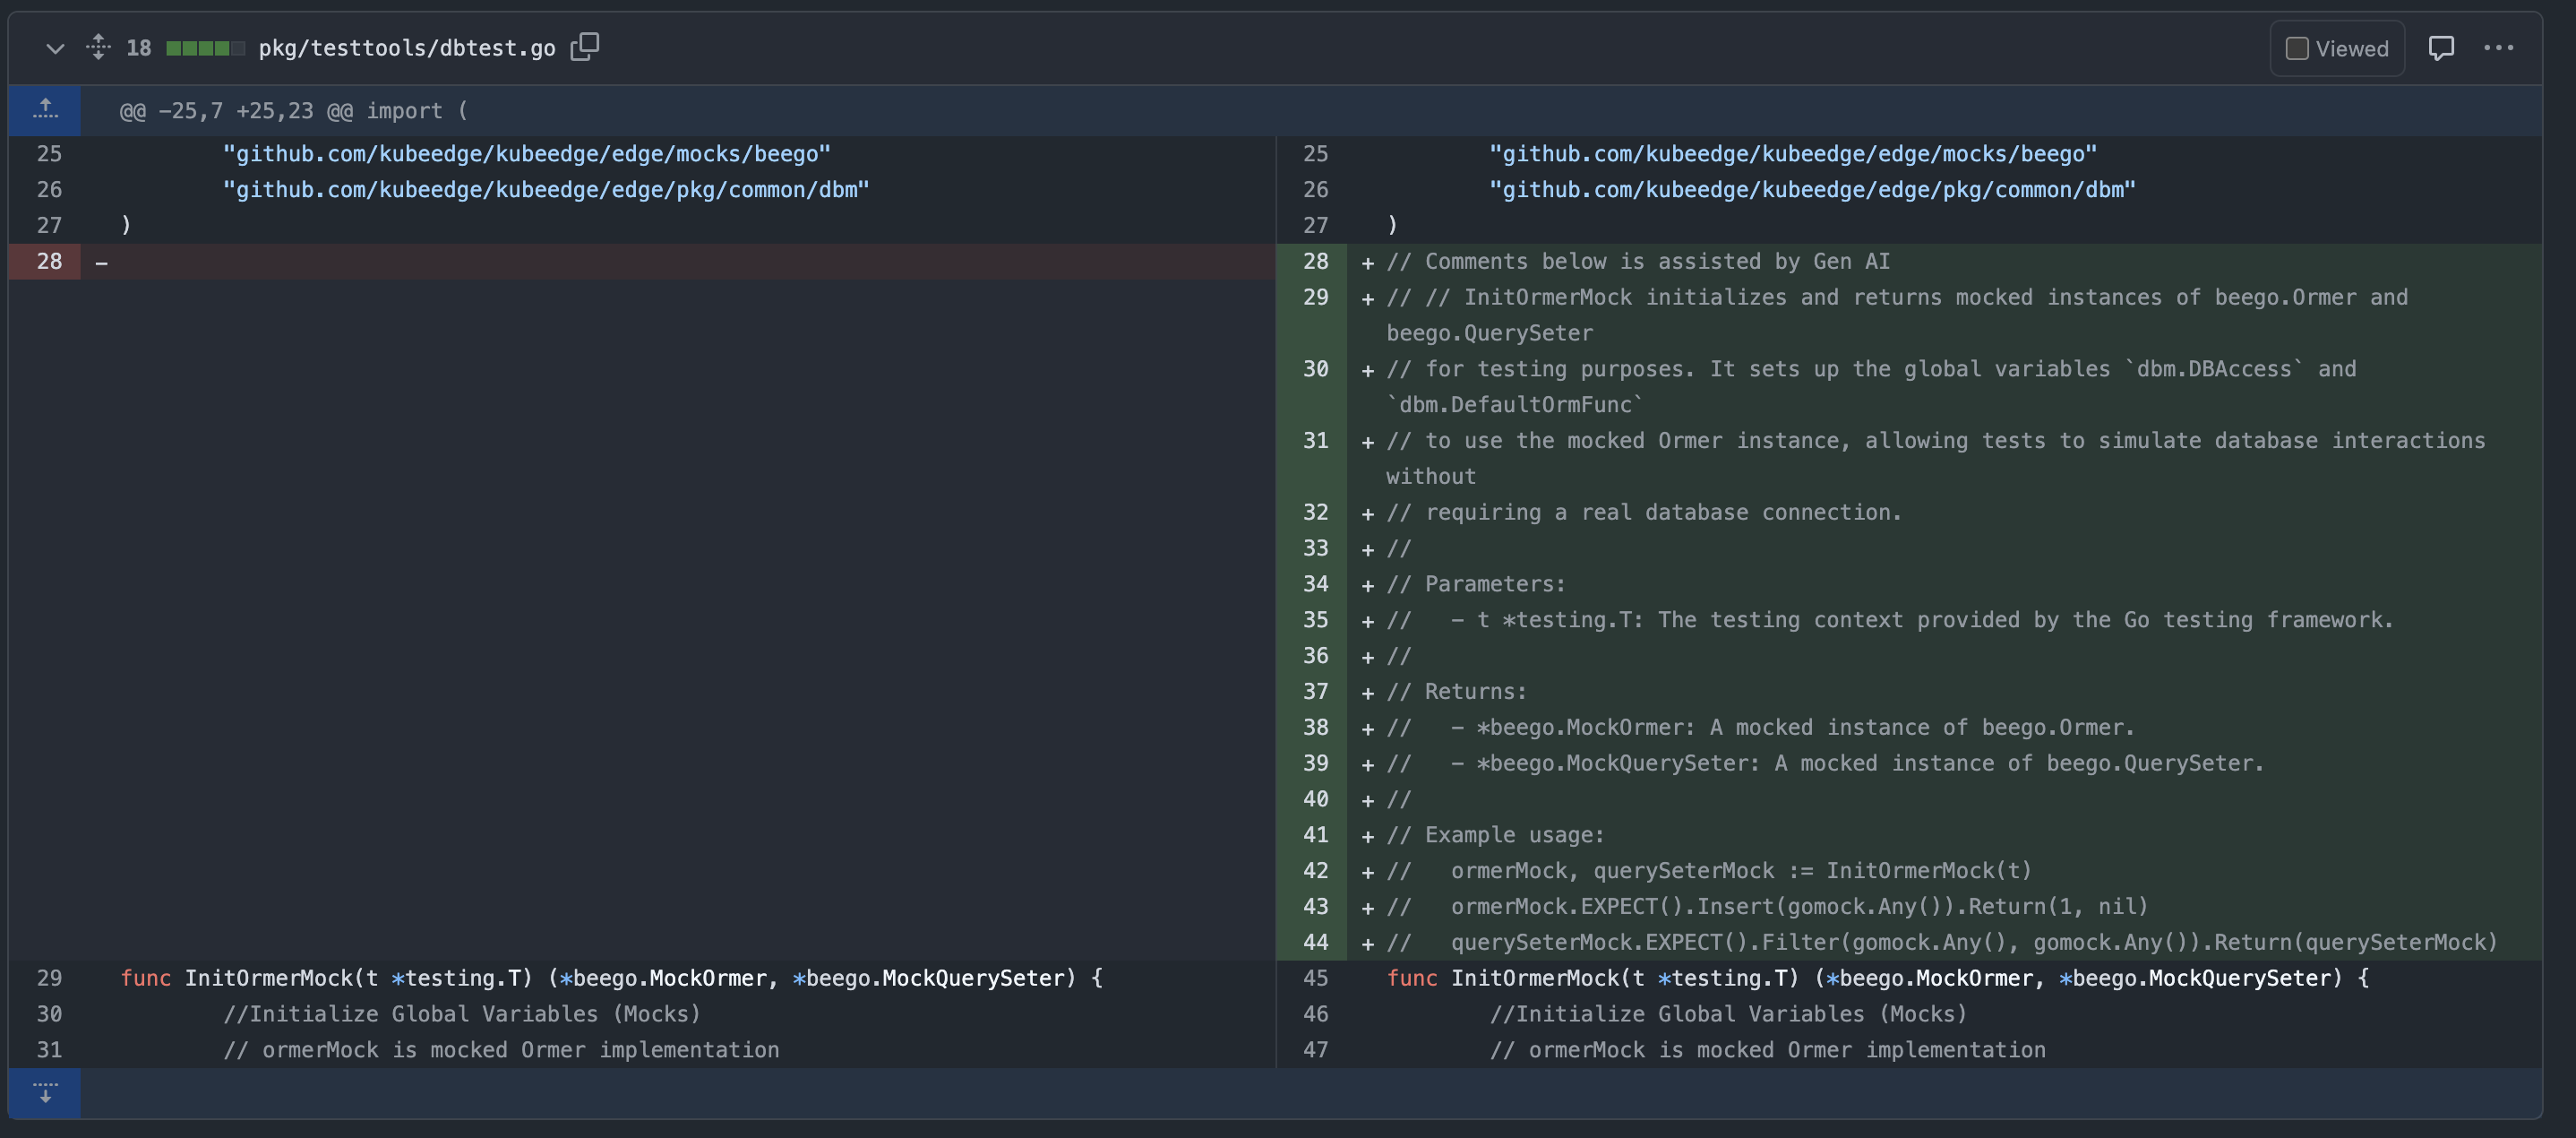 18 pkg/testtools/dbtest.go Viewed
@@ -25,7 +25,23 @@ import (
25 "github.com/kubeedge/kubeedge/edge/mocks/beego"
26 "github.com/kubeedge/kubeedge/edge/pkg/common/dbm"
27 )
28 -
29 func InitOrmerMock(t *testing.T) (*beego.MockOrmer, *beego.MockQuerySeter) {
30 //Initialize Global Variables (Mocks)
31 // ormerMock is mocked Ormer implementation
25 "github.com/kubeedge/kubeedge/edge/mocks/beego"
26 "github.com/kubeedge/kubeedge/edge/pkg/common/dbm"
27 )
28 + // Comments below is assisted by Gen AI
29 + // // InitOrmerMock initializes and returns mocked instances of beego.Ormer and
beego.QuerySeter
30 + // for testing purposes. It sets up the global variables `dbm.DBAccess` and
`dbm.DefaultOrmFunc`
31 + // to use the mocked Ormer instance, allowing tests to simulate database interactions
without
32 + // requiring a real database connection.
33 + //
34 + // Parameters:
35 + //   - t *testing.T: The testing context provided by the Go testing framework.
36 + //
37 + // Returns:
38 + //   - *beego.MockOrmer: A mocked instance of beego.Ormer.
39 + //   - *beego.MockQuerySeter: A mocked instance of beego.QuerySeter.
40 + //
41 + // Example usage:
42 + //   ormerMock, querySeterMock := InitOrmerMock(t)
43 + //   ormerMock.EXPECT().Insert(gomock.Any()).Return(1, nil)
44 + //   querySeterMock.EXPECT().Filter(gomock.Any(), gomock.Any()).Return(querySeterMock)
45 func InitOrmerMock(t *testing.T) (*beego.MockOrmer, *beego.MockQuerySeter) {
46 //Initialize Global Variables (Mocks)
47 // ormerMock is mocked Ormer implementation